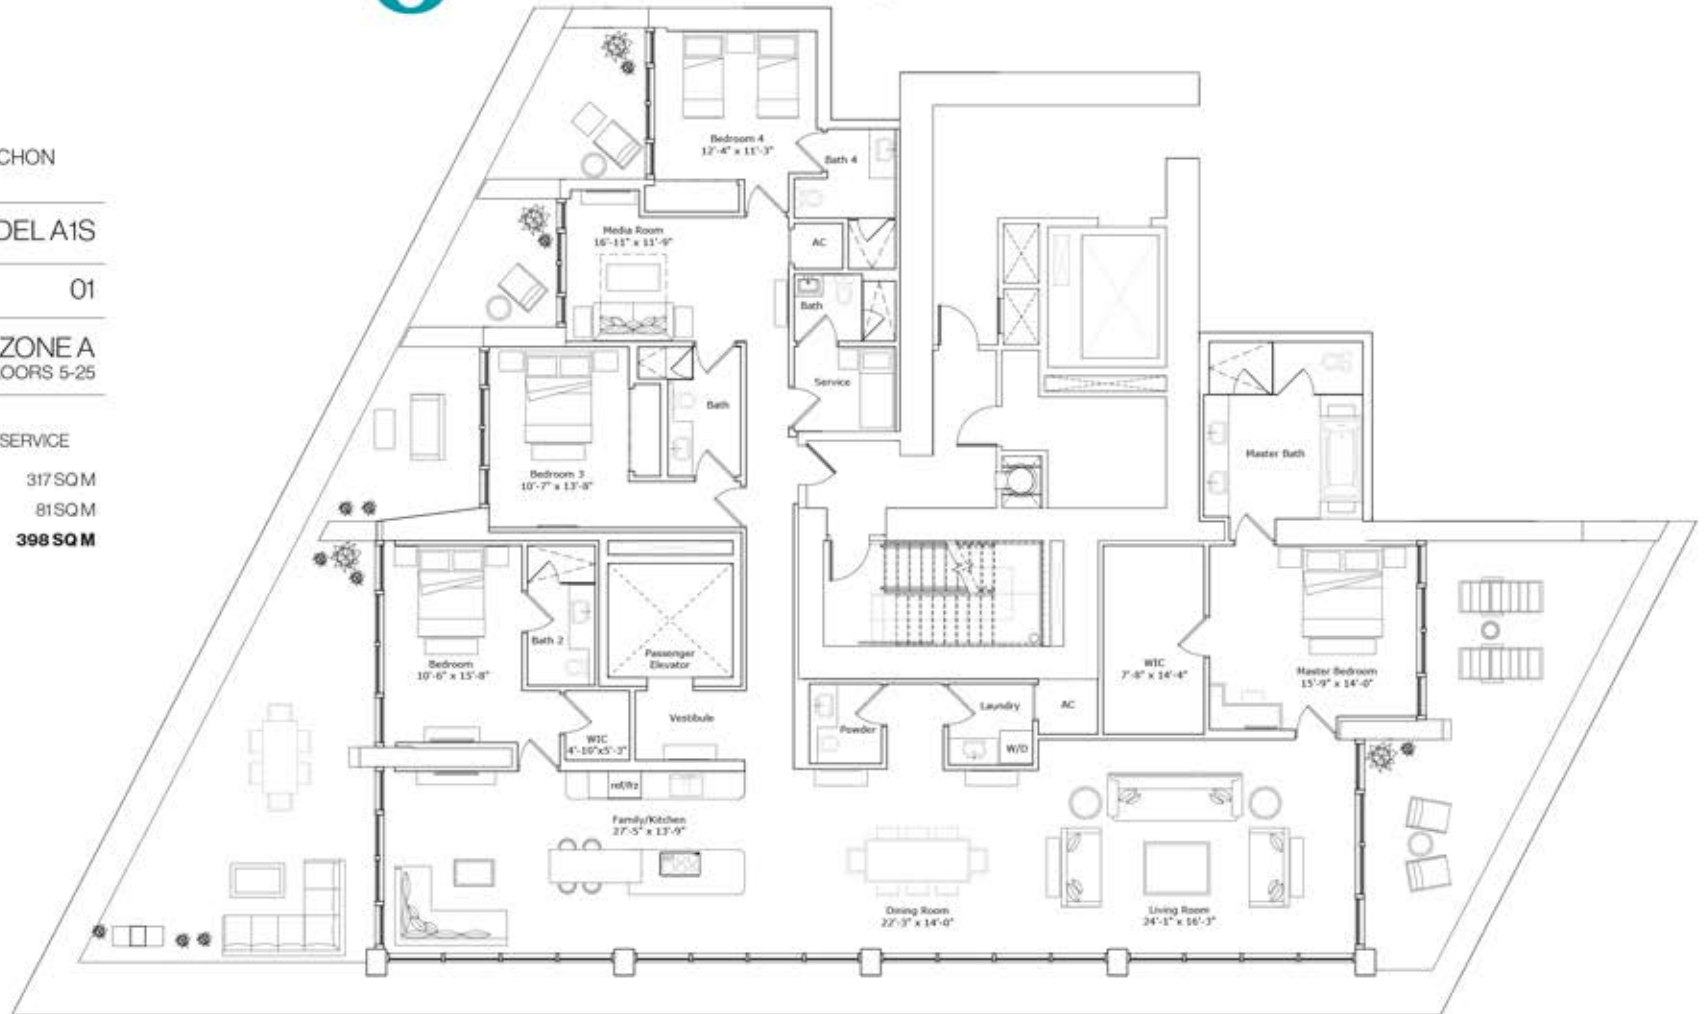 CHON
DEL A1S
01
ZONE A
OORS 5-25
SERVICE
317 SQ M
81 SQ M
398 SQ M
Bedroom 4
12'-4" x 11'-3"
Bath 4
Media Room
16'-11" x 11'-9"
AC
Bath
Service
Bath
Bedroom 3
10'-7" x 13'-8"
Master Bath
Bedroom
10'-6" x 15'-8"
Bath 2
Passenger
Elevator
WIC
7'-8" x 14'-4"
Master Bedroom
15'-9" x 14'-0"
WIC
4'-10"x5'-3"
Vestibule
Powder
Laundry
AC
W/D
ref/frz
Family/Kitchen
27'-5" x 13'-9"
Dining Room
22'-3" x 14'-0"
Living Room
24'-1" x 16'-3"